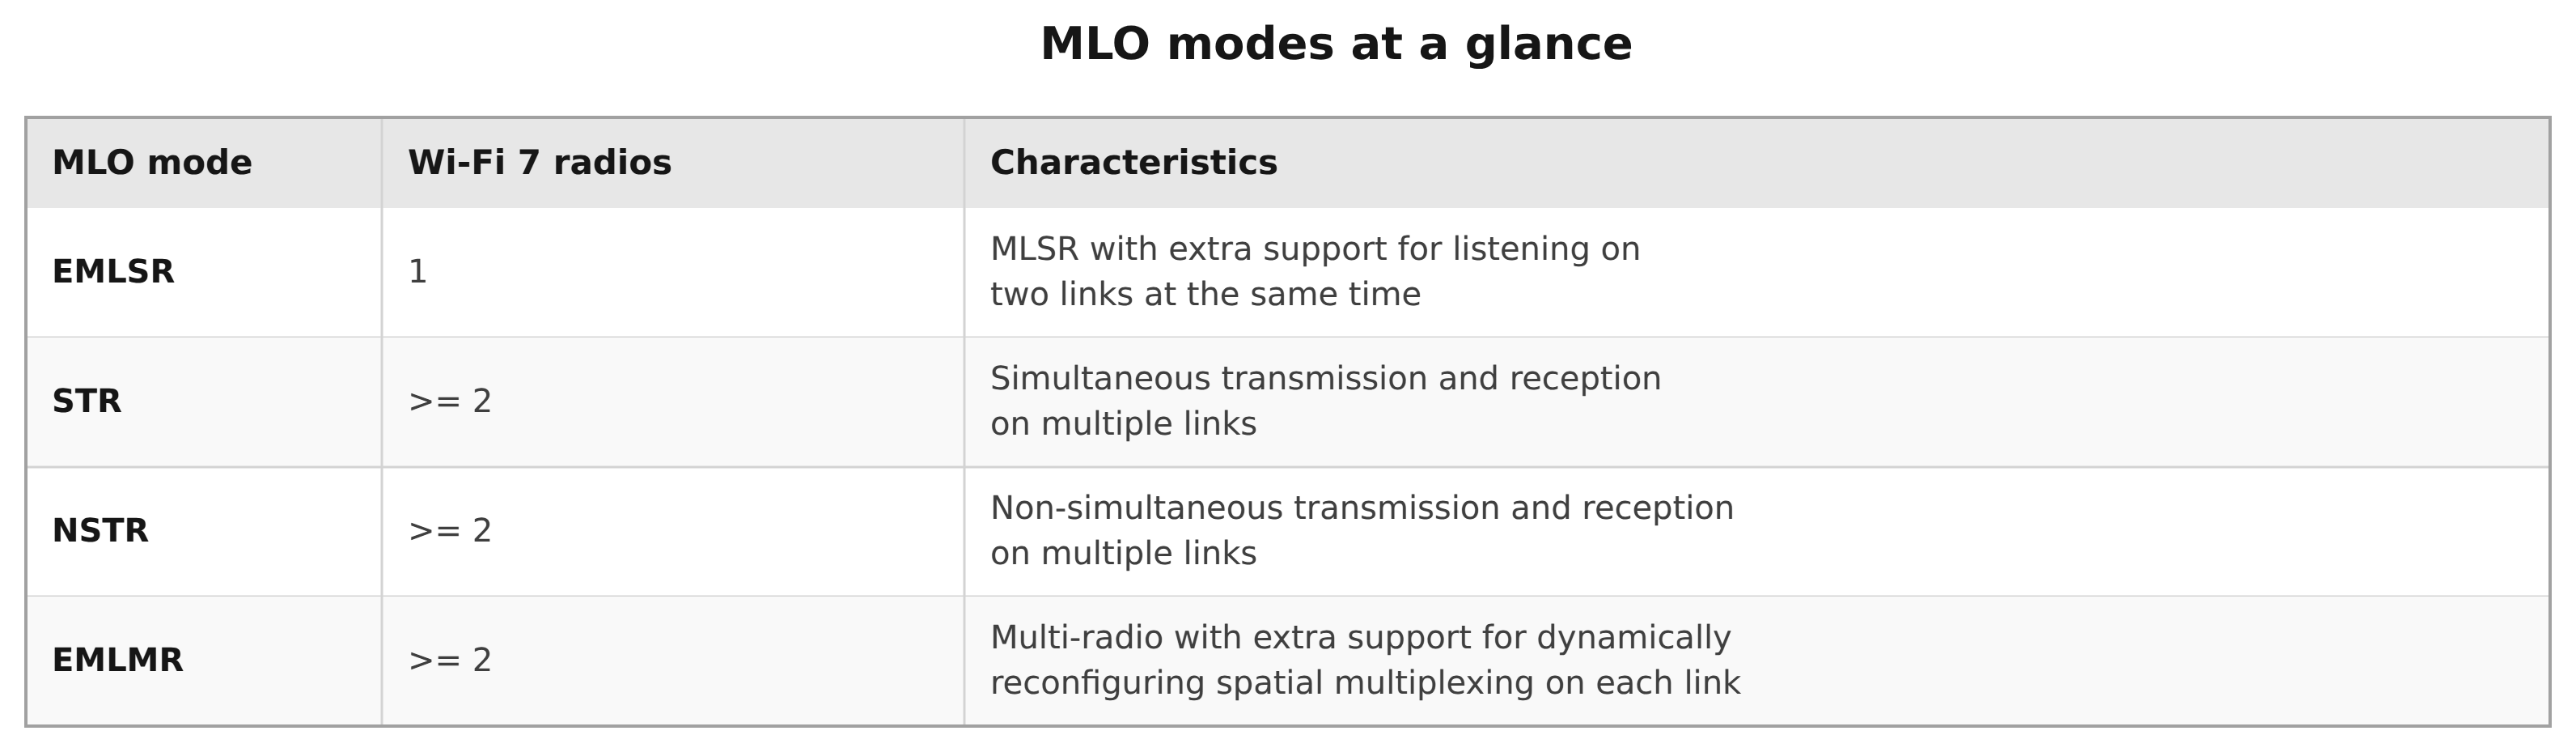 MLO modes at a glance
MLO mode Wi-Fi 7 radios Characteristics
EMLSR 1 MLSR with extra support for listening on
two links at the same time
STR >= 2 Simultaneous transmission and reception
on multiple links
NSTR >= 2 Non-simultaneous transmission and reception
on multiple links
EMLMR >= 2 Multi-radio with extra support for dynamically
reconfiguring spatial multiplexing on each link